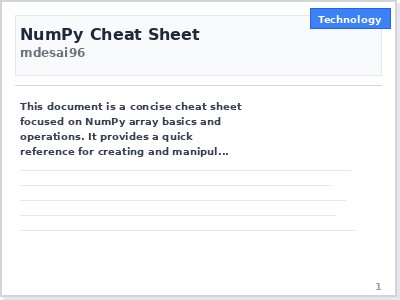 Technology
NumPy Cheat Sheet
mdesai96
This document is a concise cheat sheet
focused on NumPy array basics and
operations. It provides a quick
reference for creating and manipul...
1